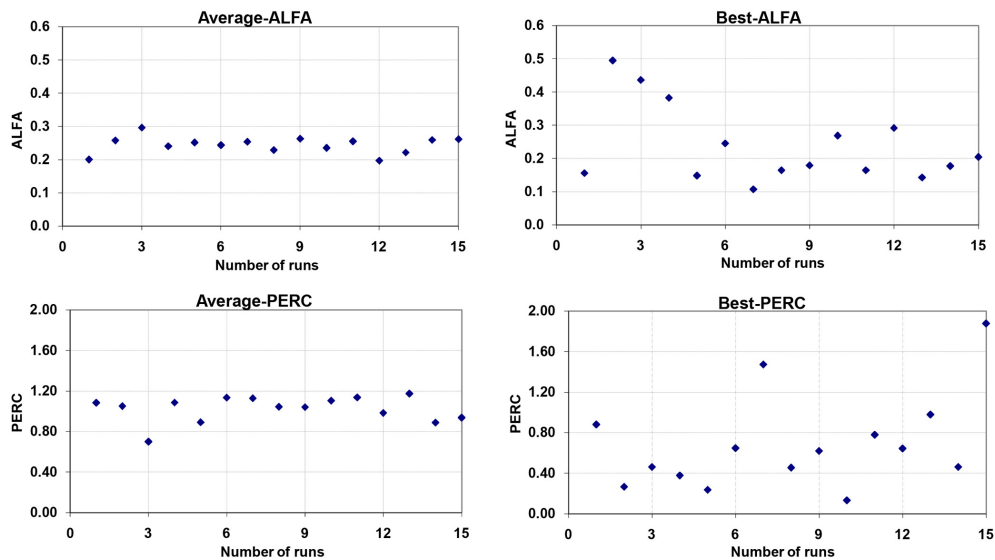 Average-ALFA
0.6
0.5
0.4
0.3
0.2
0.1
0.0
ALFA
0 3 6 9 12 15
Number of runs
Best-ALFA
0.6
0.5
0.4
0.3
0.2
0.1
0.0
ALFA
0 3 6 9 12 15
Number of runs
Average-PERC
2.00
1.60
1.20
0.80
0.40
0.00
PERC
0 3 6 9 12 15
Number of runs
Best-PERC
2.00
1.60
1.20
0.80
0.40
0.00
PERC
0 3 6 9 12 15
Number of runs